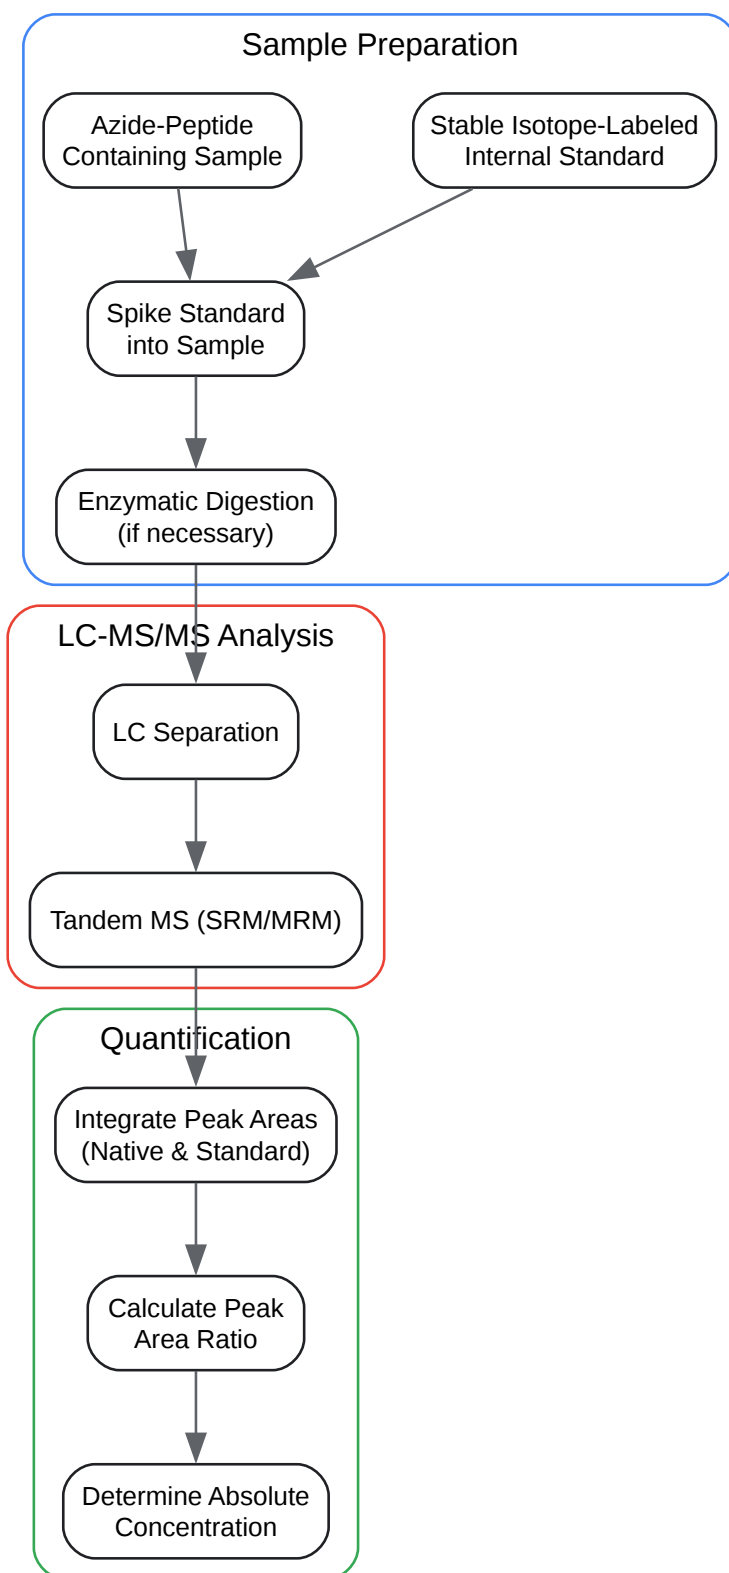 Sample Preparation
Azide-Peptide
Containing Sample
Stable Isotope-Labeled
Internal Standard
Spike Standard
into Sample
Enzymatic Digestion
(if necessary)
LC-MS/MS Analysis
LC Separation
Tandem MS (SRM/MRM)
Quantification
Integrate Peak Areas
(Native & Standard)
Calculate Peak
Area Ratio
Determine Absolute
Concentration